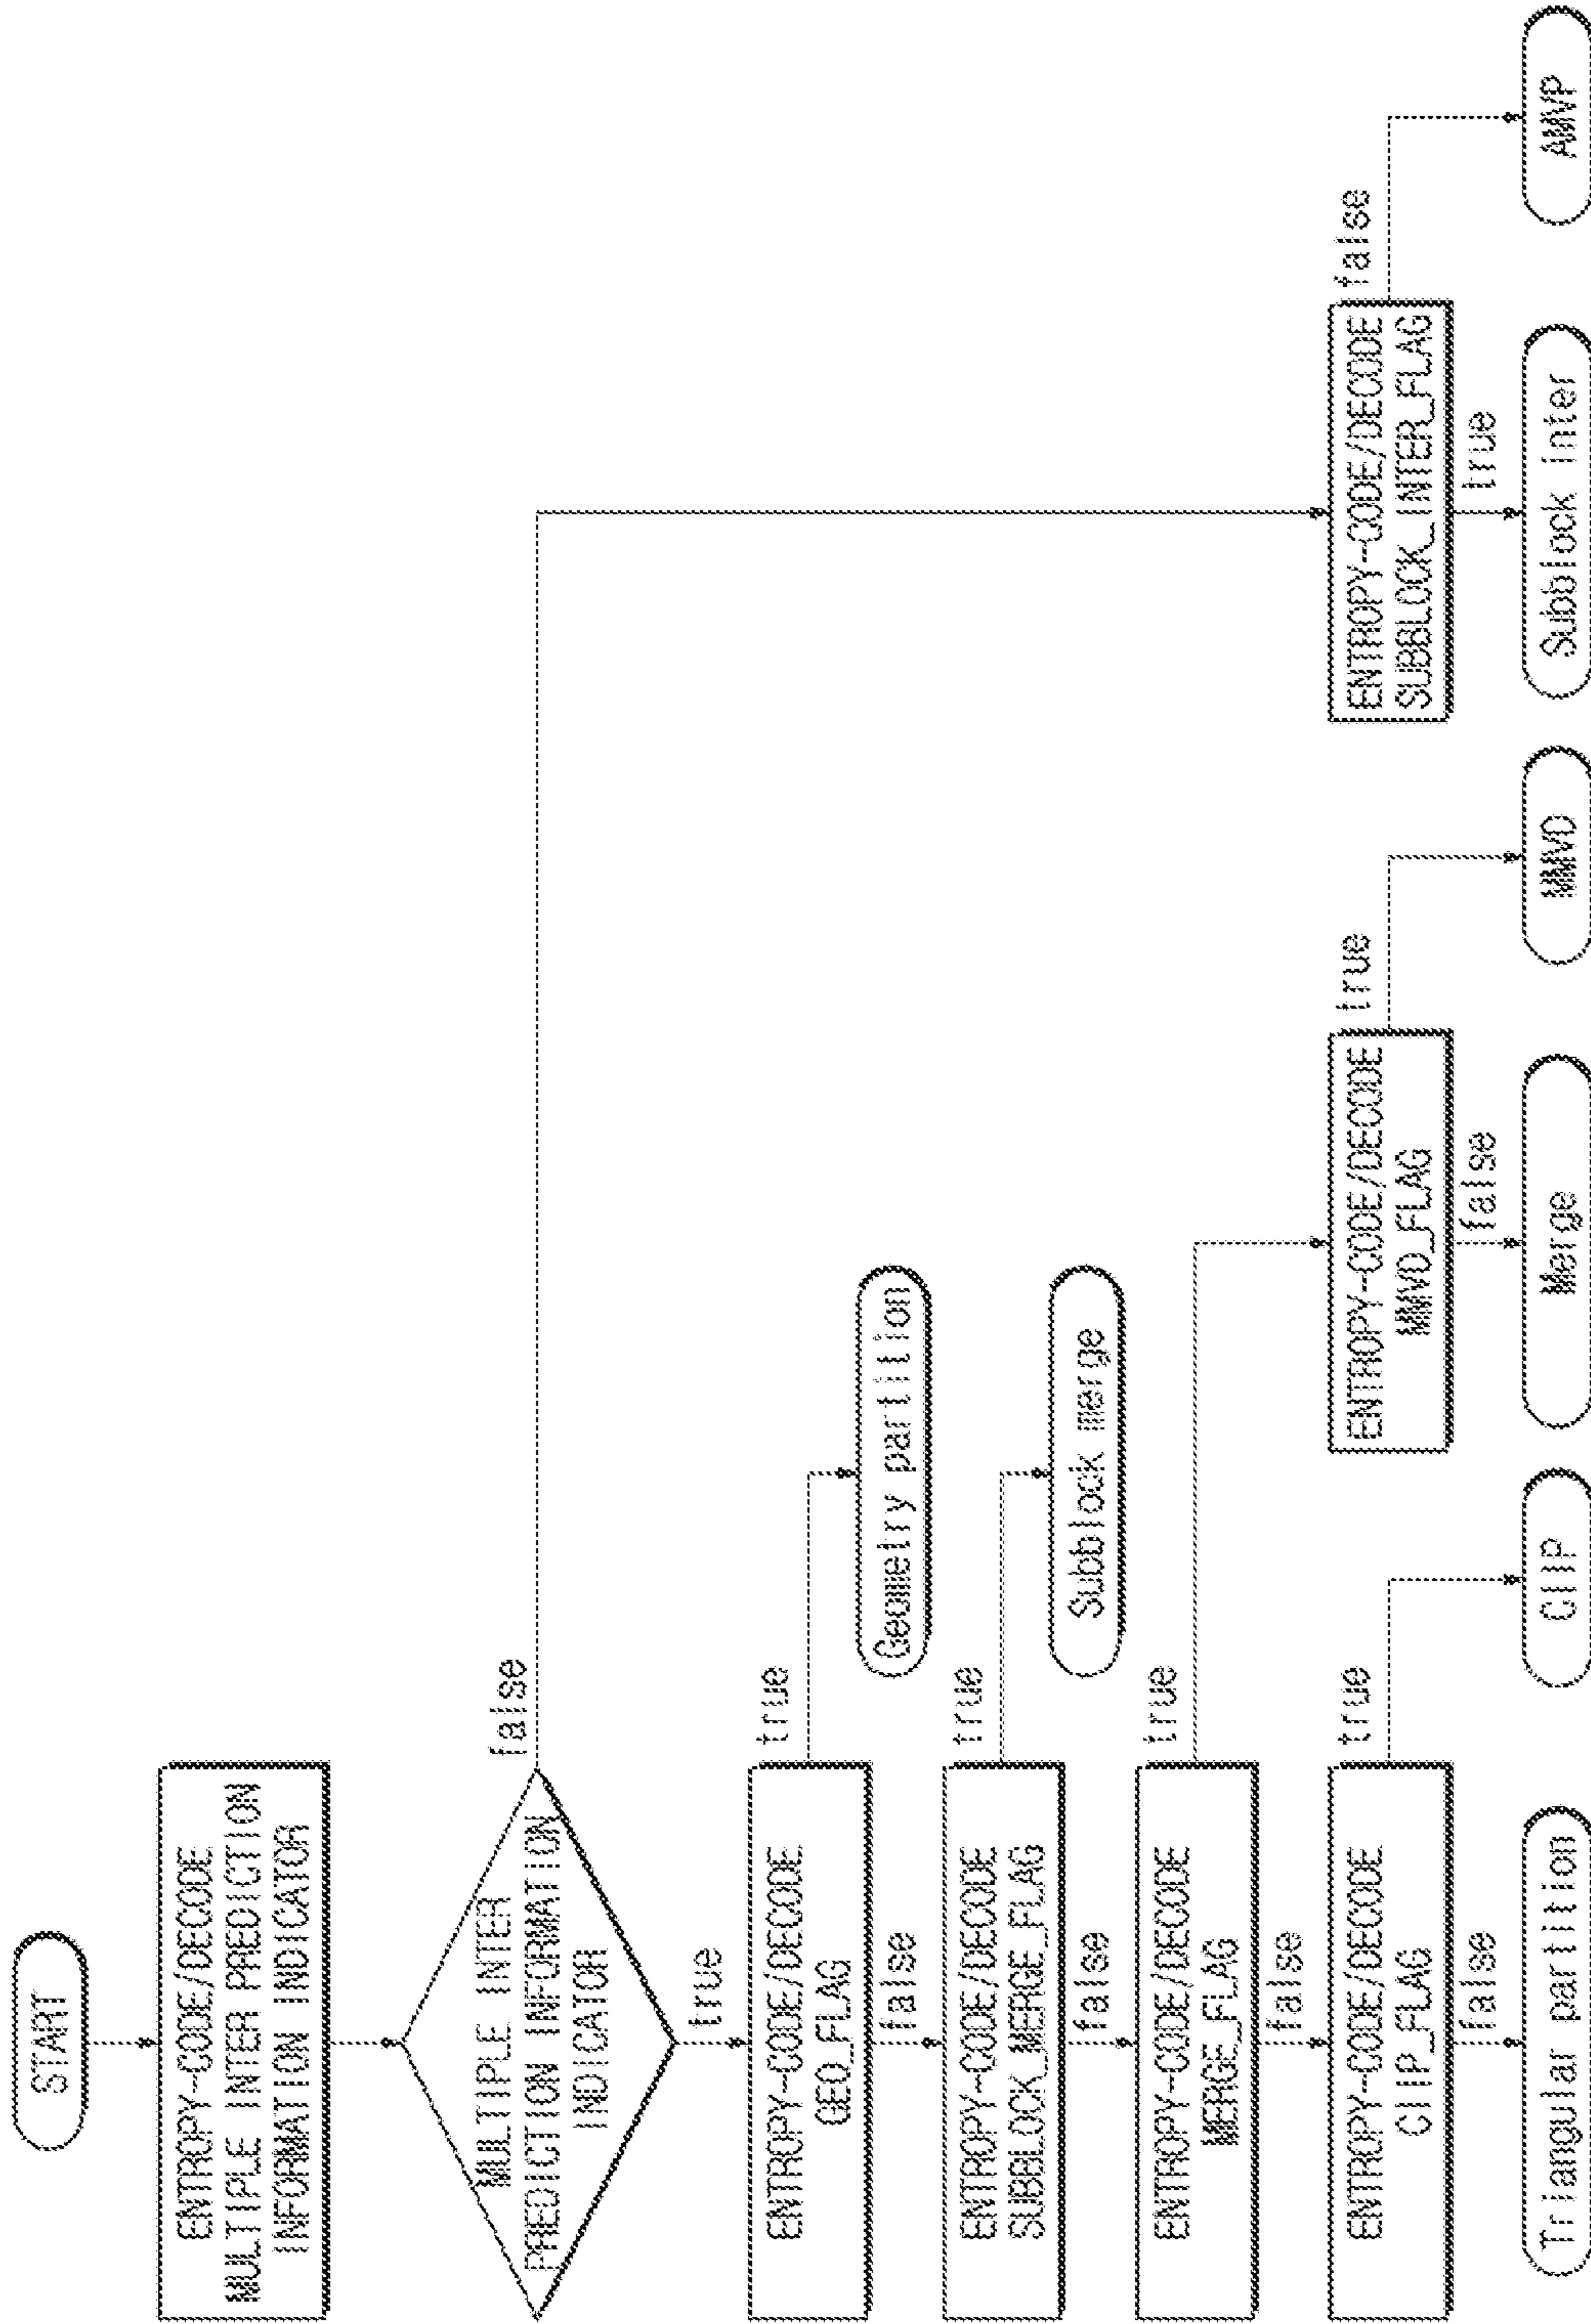 START
ENTROPY-CODE/DECODE
MULTIPLE INTER PREDICTION
INFORMATION INDICATOR
MULTIPLE INTER
PREDICTION INFORMATION
INDICATOR
false
true
ENTROPY-CODE/DECODE
GEO_FLAG
true
Geometry partition
false
ENTROPY-CODE/DECODE
SUBBLOCK_MERGE_FLAG
true
Subblock merge
false
ENTROPY-CODE/DECODE
MERGE_FLAG
true
false
ENTROPY-CODE/DECODE
CIIP_FLAG
true
false
ENTROPY-CODE/DECODE
MMVD_FLAG
true
false
ENTROPY-CODE/DECODE
SUBBLOCK_INTER_FLAG
false
true
Triangular partition
CIIP
Merge
MMVD
Subblock inter
AMVP